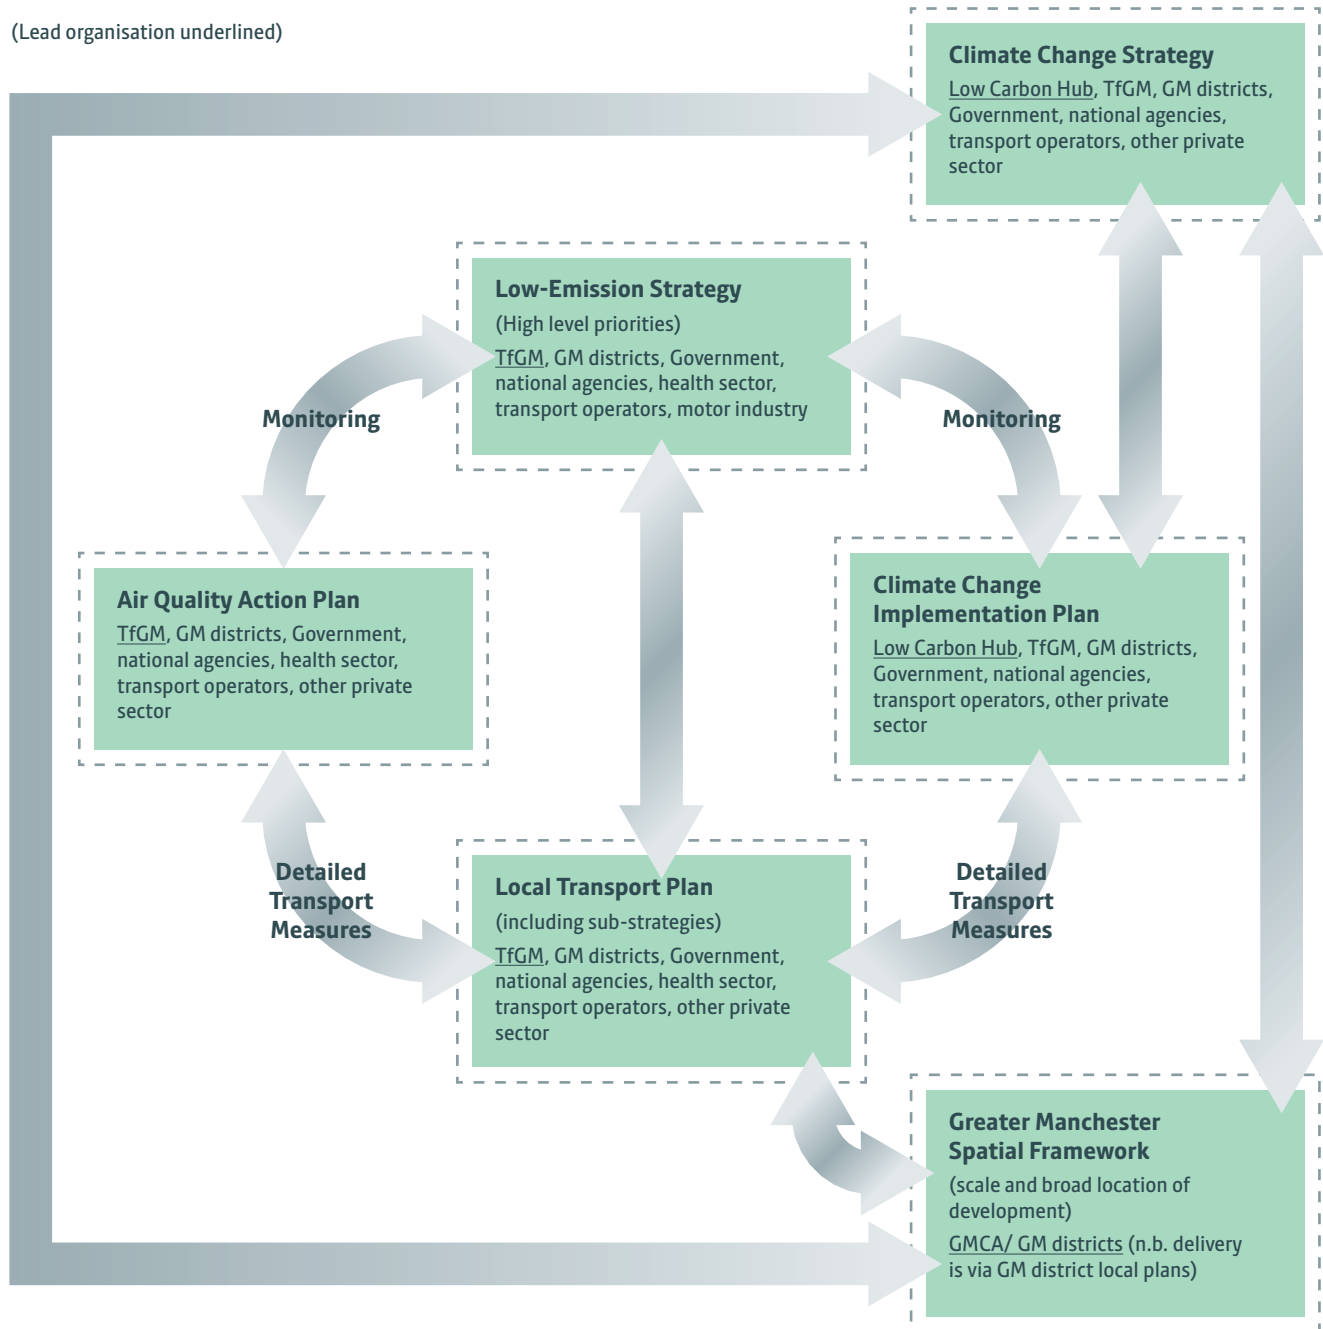 (Lead organisation underlined)
Climate Change Strategy
Low Carbon Hub, TfGM, GM districts,
Government, national agencies,
transport operators, other private
sector
Low-Emission Strategy
(High level priorities)
TfGM, GM districts, Government,
national agencies, health sector,
transport operators, motor industry
Monitoring
Monitoring
Air Quality Action Plan
TfGM, GM districts, Government,
national agencies, health sector,
transport operators, other private
sector
Climate Change
Implementation Plan
Low Carbon Hub, TfGM, GM districts,
Government, national agencies,
transport operators, other private
sector
Detailed
Transport
Measures
Local Transport Plan
(including sub-strategies)
TfGM, GM districts, Government,
national agencies, health sector,
transport operators, other private
sector
Detailed
Transport
Measures
Greater Manchester
Spatial Framework
(scale and broad location of
development)
GMCA/ GM districts (n.b. delivery
is via GM district local plans)